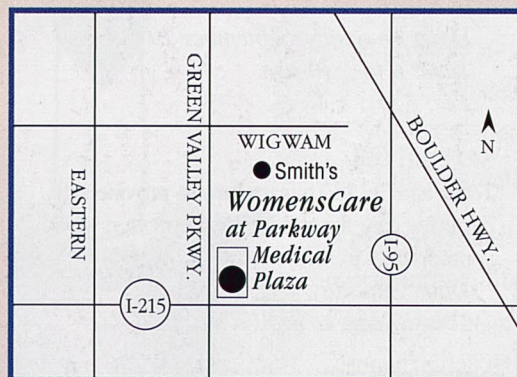 GREEN VALLEY PKWY.
WIGWAM
Smith's
WomensCare
at Parkway
Medical
Plaza
EASTERN
I-215
I-95
BOULDER HWY.
N